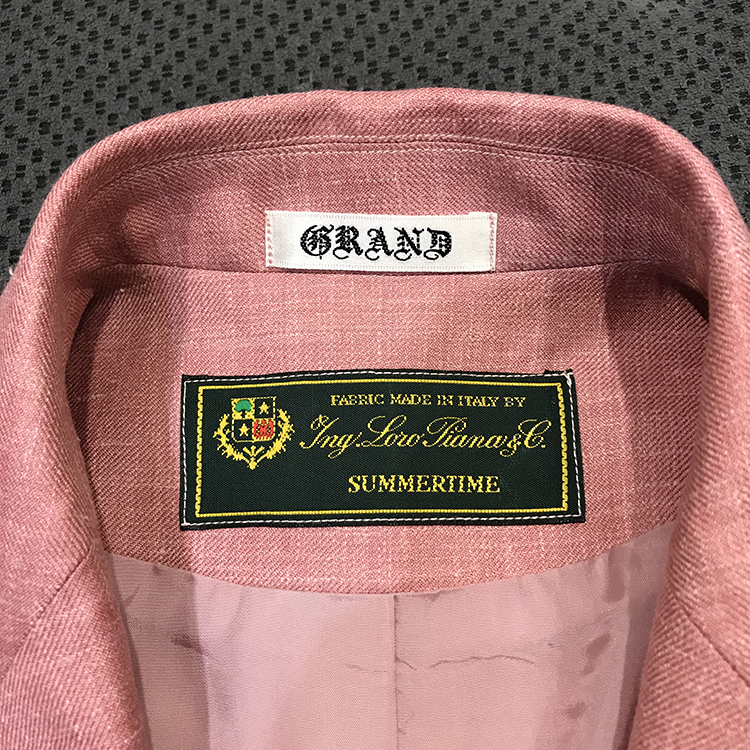 GRAND
FABRIC MADE IN ITALY BY
Ing. Loro Piana & C.
SUMMERTIME